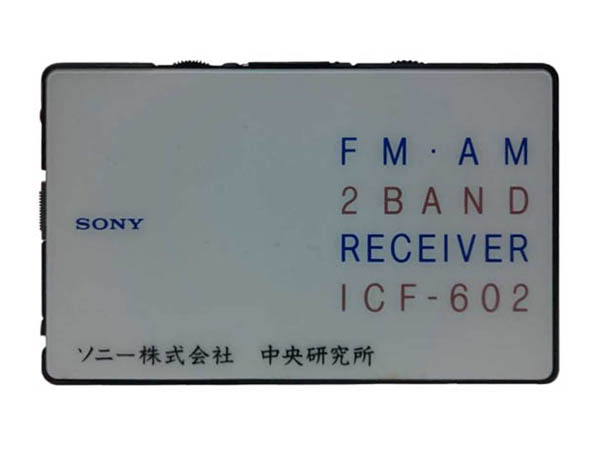 FM・AM
2 BAND
RECEIVER
ICF-602
SONY
ソニー株式会社 中央研究所